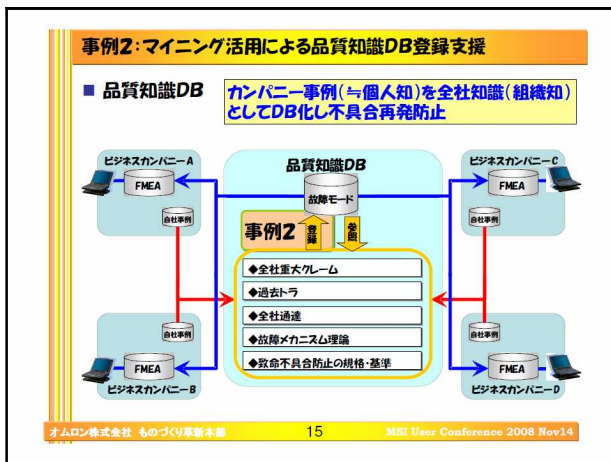 事例2:マイニング活用による品質知識DB登録支援
■ 品質知識DB
カンパニー事例(≒個人知)を全社知識(組織知)
としてDB化し不具合再発防止
ビジネスカンパニーA
FMEA
自社事例
品質知識DB
故障モード
事例2
登録
参照
ビジネスカンパニーC
FMEA
自社事例
◆全社重大クレーム
◆過去トラ
◆全社通達
◆故障メカニズム理論
◆致命不具合防止の規格・基準
自社事例
FMEA
ビジネスカンパニーB
自社事例
FMEA
ビジネスカンパニーD
オムロン株式会社 ものづくり革新本部
15
MSI User Conference 2008 Nov14